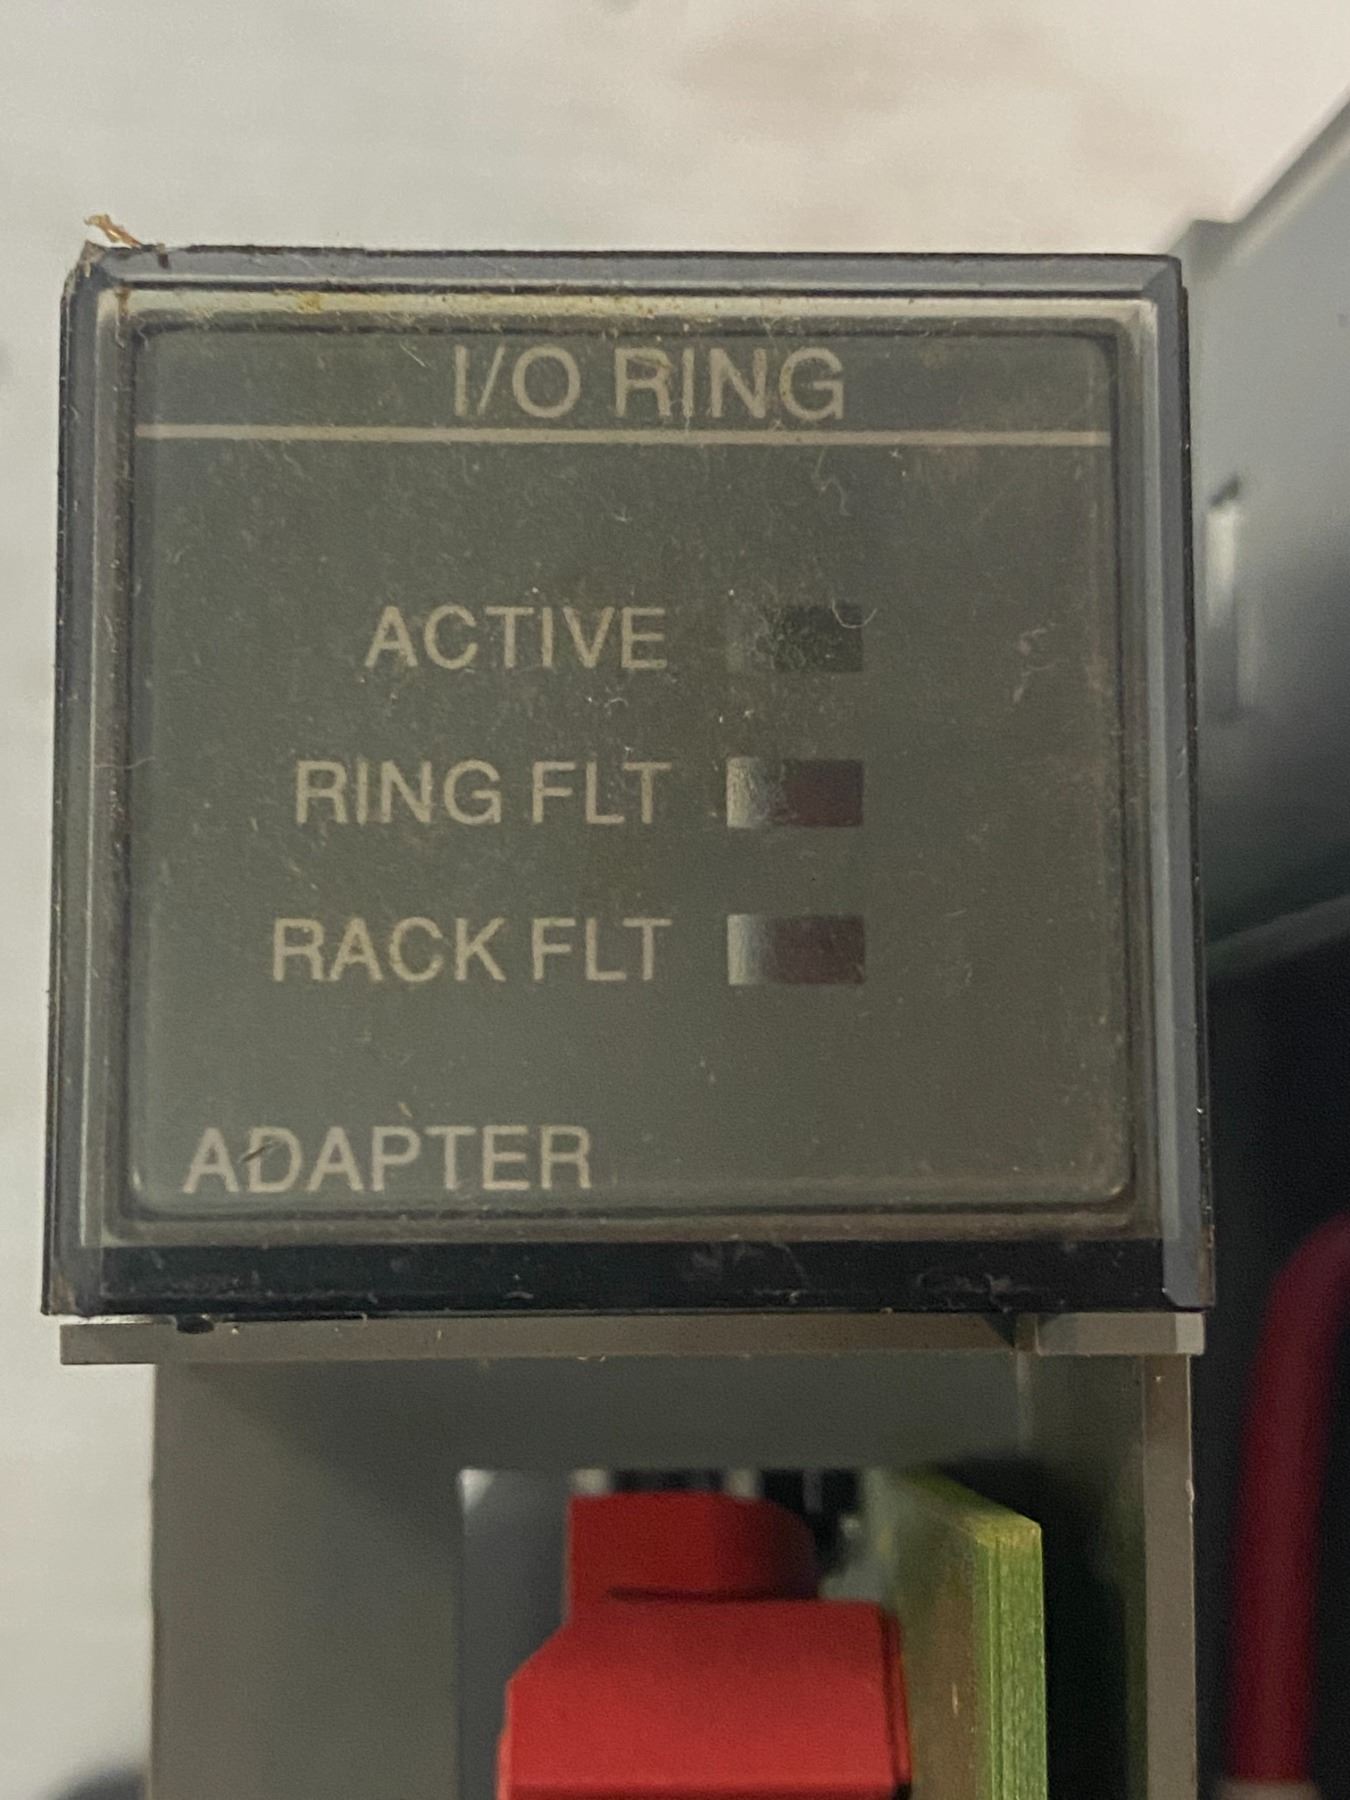 I/O RING
ACTIVE
RING FLT
RACK FLT
ADAPTER